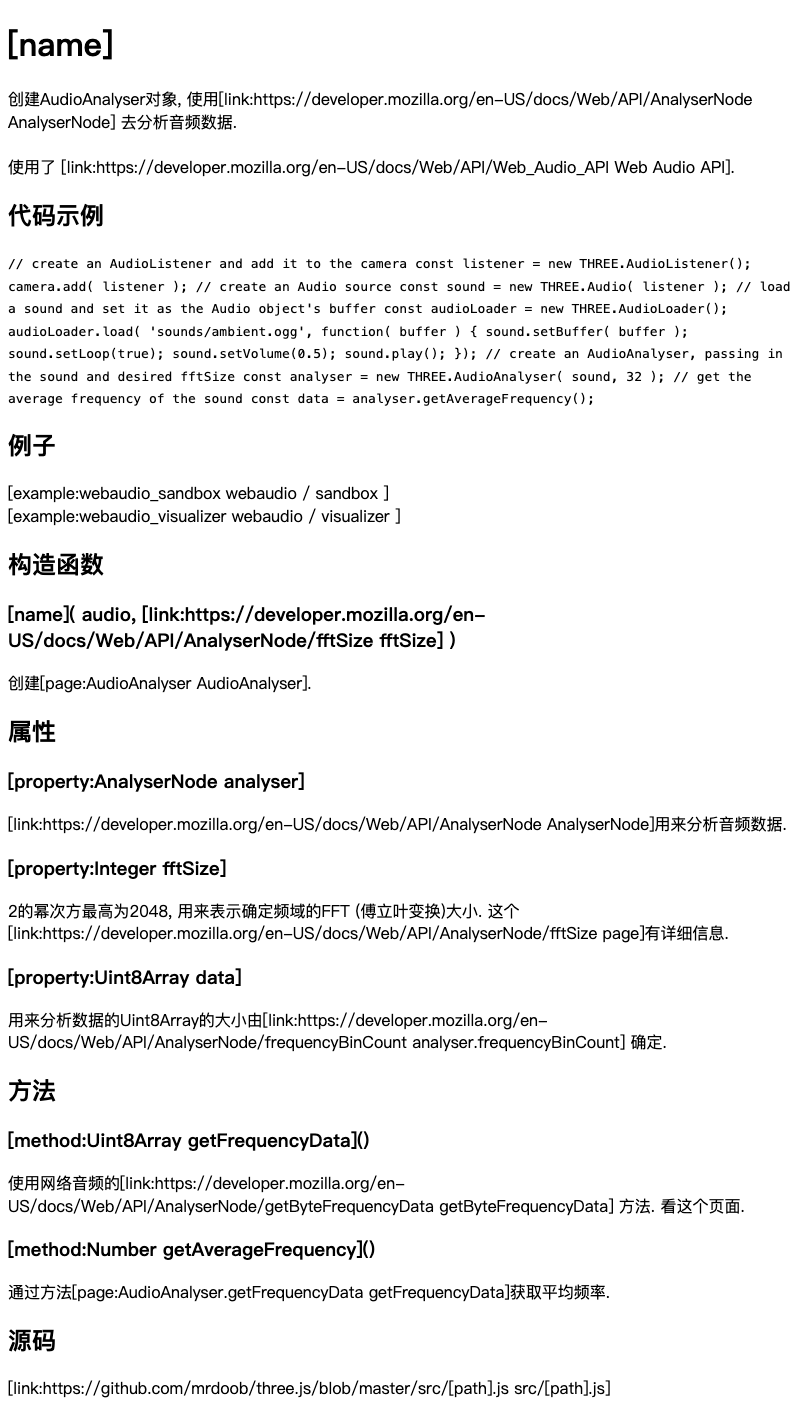 [name]
创建AudioAnalyser对象, 使用[link:https://developer.mozilla.org/en-US/docs/Web/API/AnalyserNode
AnalyserNode] 去分析音频数据.
使用了 [link:https://developer.mozilla.org/en-US/docs/Web/API/Web_Audio_API Web Audio API].
代码示例
// create an AudioListener and add it to the camera const listener = new THREE.AudioListener();
camera.add( listener ); // create an Audio source const sound = new THREE.Audio( listener ); // load
a sound and set it as the Audio object's buffer const audioLoader = new THREE.AudioLoader();
audioLoader.load( 'sounds/ambient.ogg', function( buffer ) { sound.setBuffer( buffer );
sound.setLoop(true); sound.setVolume(0.5); sound.play(); }); // create an AudioAnalyser, passing in
the sound and desired fftSize const analyser = new THREE.AudioAnalyser( sound, 32 ); // get the
average frequency of the sound const data = analyser.getAverageFrequency();
例子
[example:webaudio_sandbox webaudio / sandbox ]
[example:webaudio_visualizer webaudio / visualizer ]
构造函数
[name]( audio, [link:https://developer.mozilla.org/en-
US/docs/Web/API/AnalyserNode/fftSize fftSize] )
创建[page:AudioAnalyser AudioAnalyser].
属性
[property:AnalyserNode analyser]
[link:https://developer.mozilla.org/en-US/docs/Web/API/AnalyserNode AnalyserNode]用来分析音频数据.
[property:Integer fftSize]
2的幂次方最高为2048, 用来表示确定频域的FFT (傅立叶变换)大小. 这个
[link:https://developer.mozilla.org/en-US/docs/Web/API/AnalyserNode/fftSize page]有详细信息.
[property:Uint8Array data]
用来分析数据的Uint8Array的大小由[link:https://developer.mozilla.org/en-
US/docs/Web/API/AnalyserNode/frequencyBinCount analyser.frequencyBinCount] 确定.
方法
[method:Uint8Array getFrequencyData]()
使用网络音频的[link:https://developer.mozilla.org/en-
US/docs/Web/API/AnalyserNode/getByteFrequencyData getByteFrequencyData] 方法. 看这个页面.
[method:Number getAverageFrequency]()
通过方法[page:AudioAnalyser.getFrequencyData getFrequencyData]获取平均频率.
源码
[link:https://github.com/mrdoob/three.js/blob/master/src/[path].js src/[path].js]